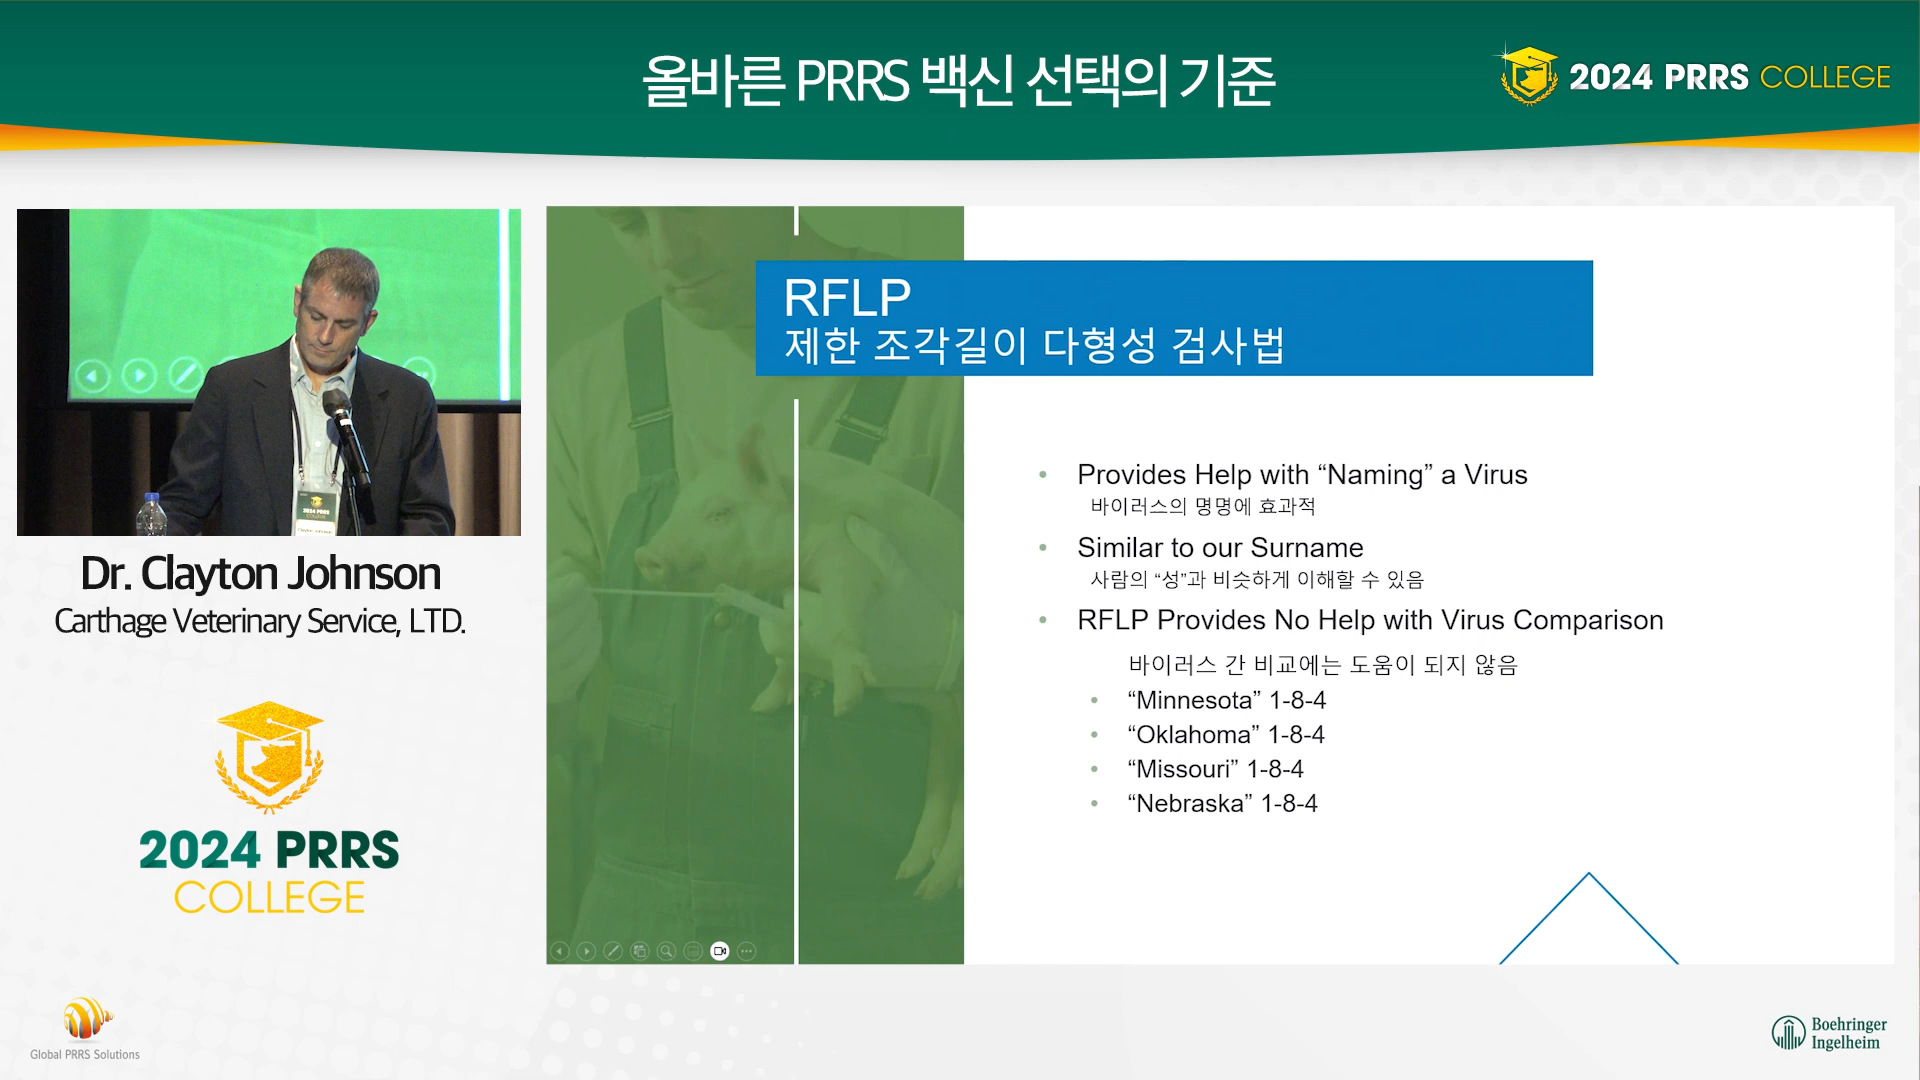 올바른 PRRS 백신 선택의 기준
2024 PRRS COLLEGE
RFLP
제한 조각길이 다형성 검사법
• Provides Help with “Naming” a Virus
바이러스의 명명에 효과적
• Similar to our Surname
사람의 “성”과 비슷하게 이해할 수 있음
• RFLP Provides No Help with Virus Comparison
바이러스 간 비교에는 도움이 되지 않음
• “Minnesota” 1-8-4
• “Oklahoma” 1-8-4
• “Missouri” 1-8-4
• “Nebraska” 1-8-4
2024 PRRS
Dr. Clayton Johnson
Carthage Veterinary Service, LTD.
2024 PRRS
COLLEGE
Global PRRS Solutions
Boehringer
Ingelheim